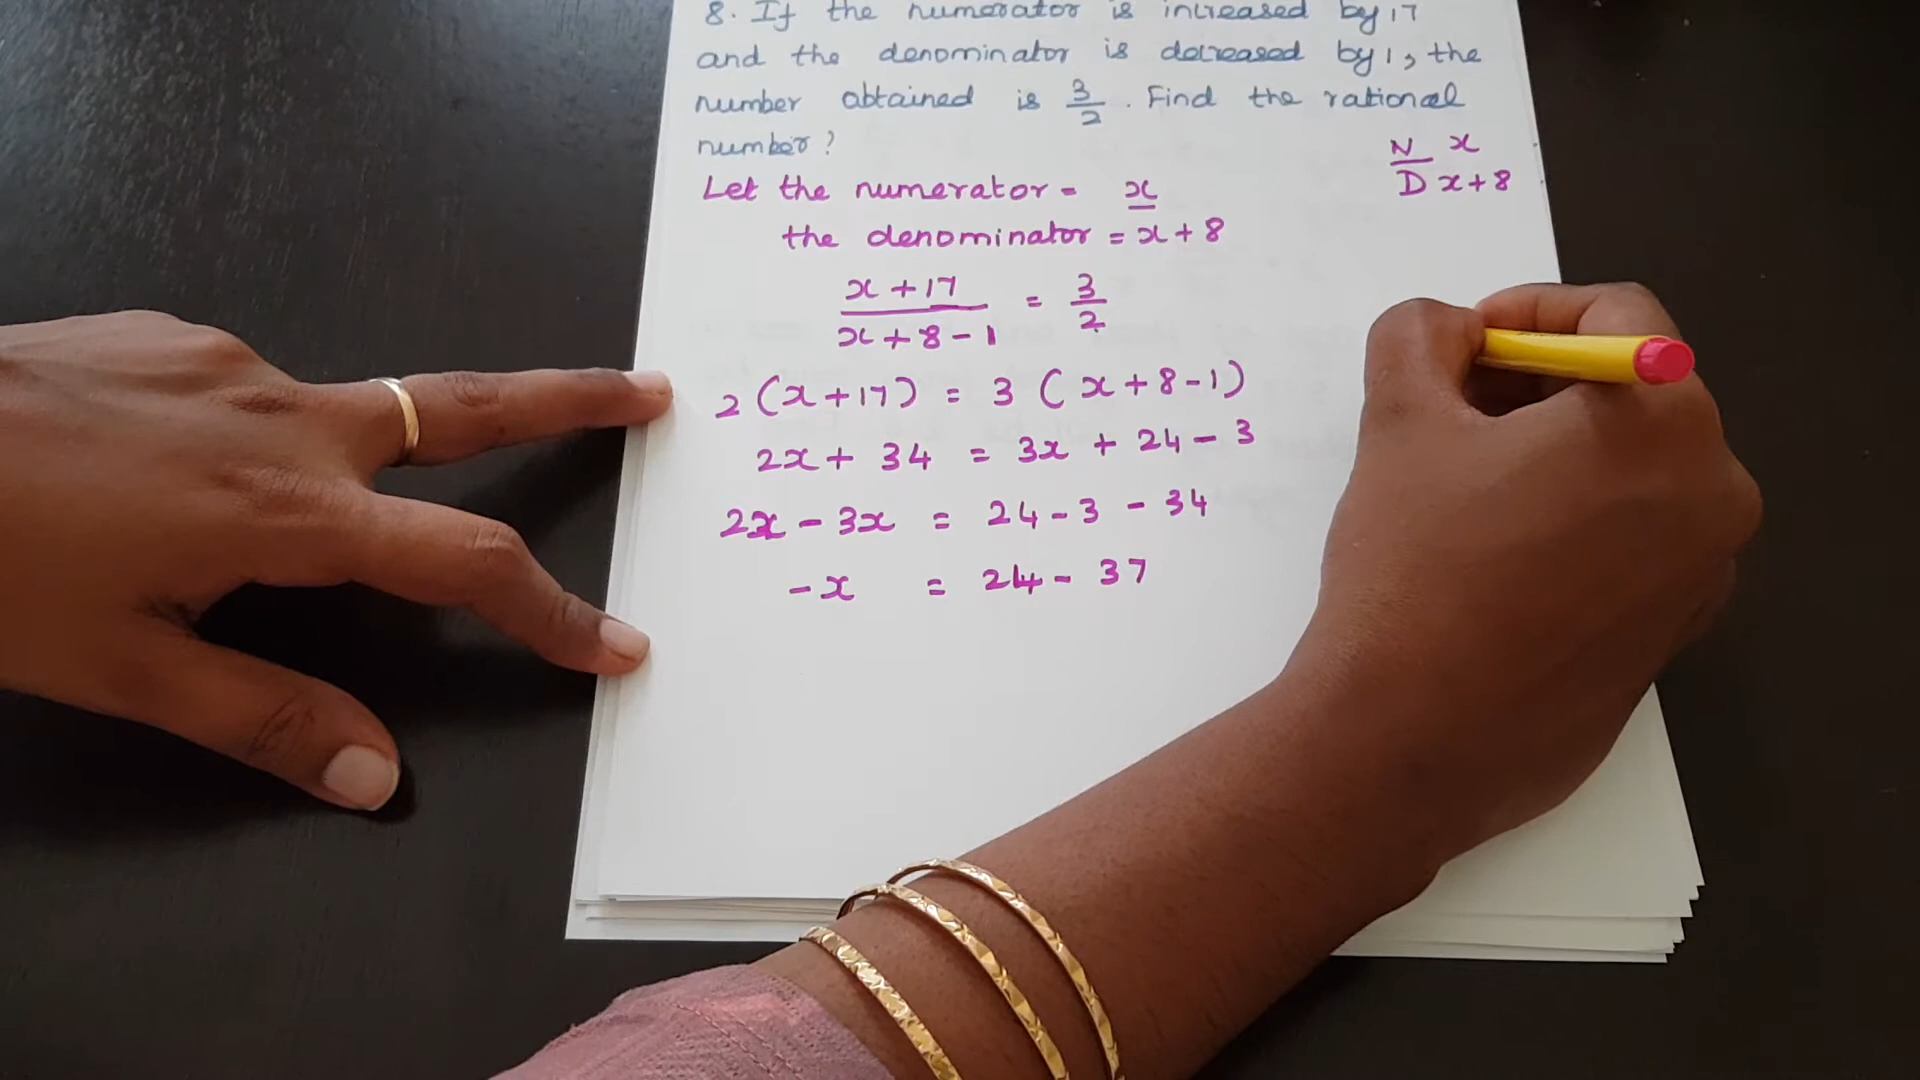 8. If the numerator is increased by 17
and the denominator is decreased by 1, the
number obtained is 3/2. Find the rational
number?
N x
D x+8
Let the numerator = x
the denominator = x + 8
x + 17 / x + 8 - 1 = 3/2
2 (x + 17) = 3 (x + 8 - 1)
2x + 34 = 3x + 24 - 3
2x - 3x = 24 - 3 - 34
-x = 24 - 37